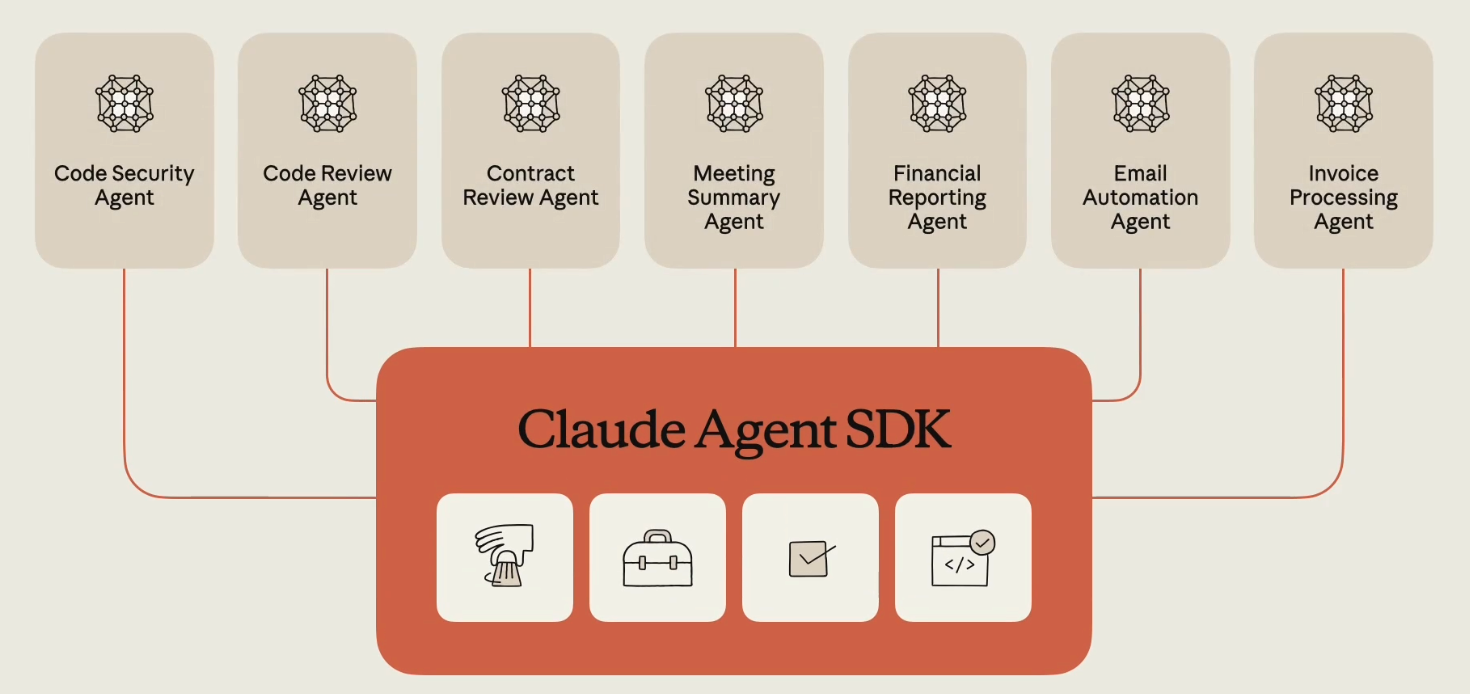 Code Security
Agent
Code Review
Agent
Contract
Review Agent
Meeting
Summary
Agent
Financial
Reporting
Agent
Email
Automation
Agent
Invoice
Processing
Agent
Claude Agent SDK
</>